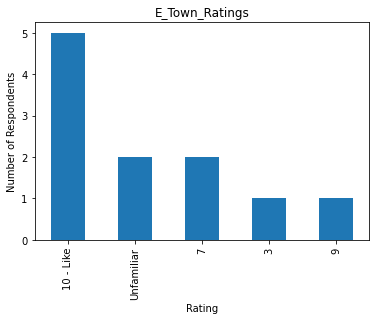 E_Town_Ratings
Number of Respondents
5
4
3
2
1
0
10 - Like
Unfamiliar
7
3
9
Rating